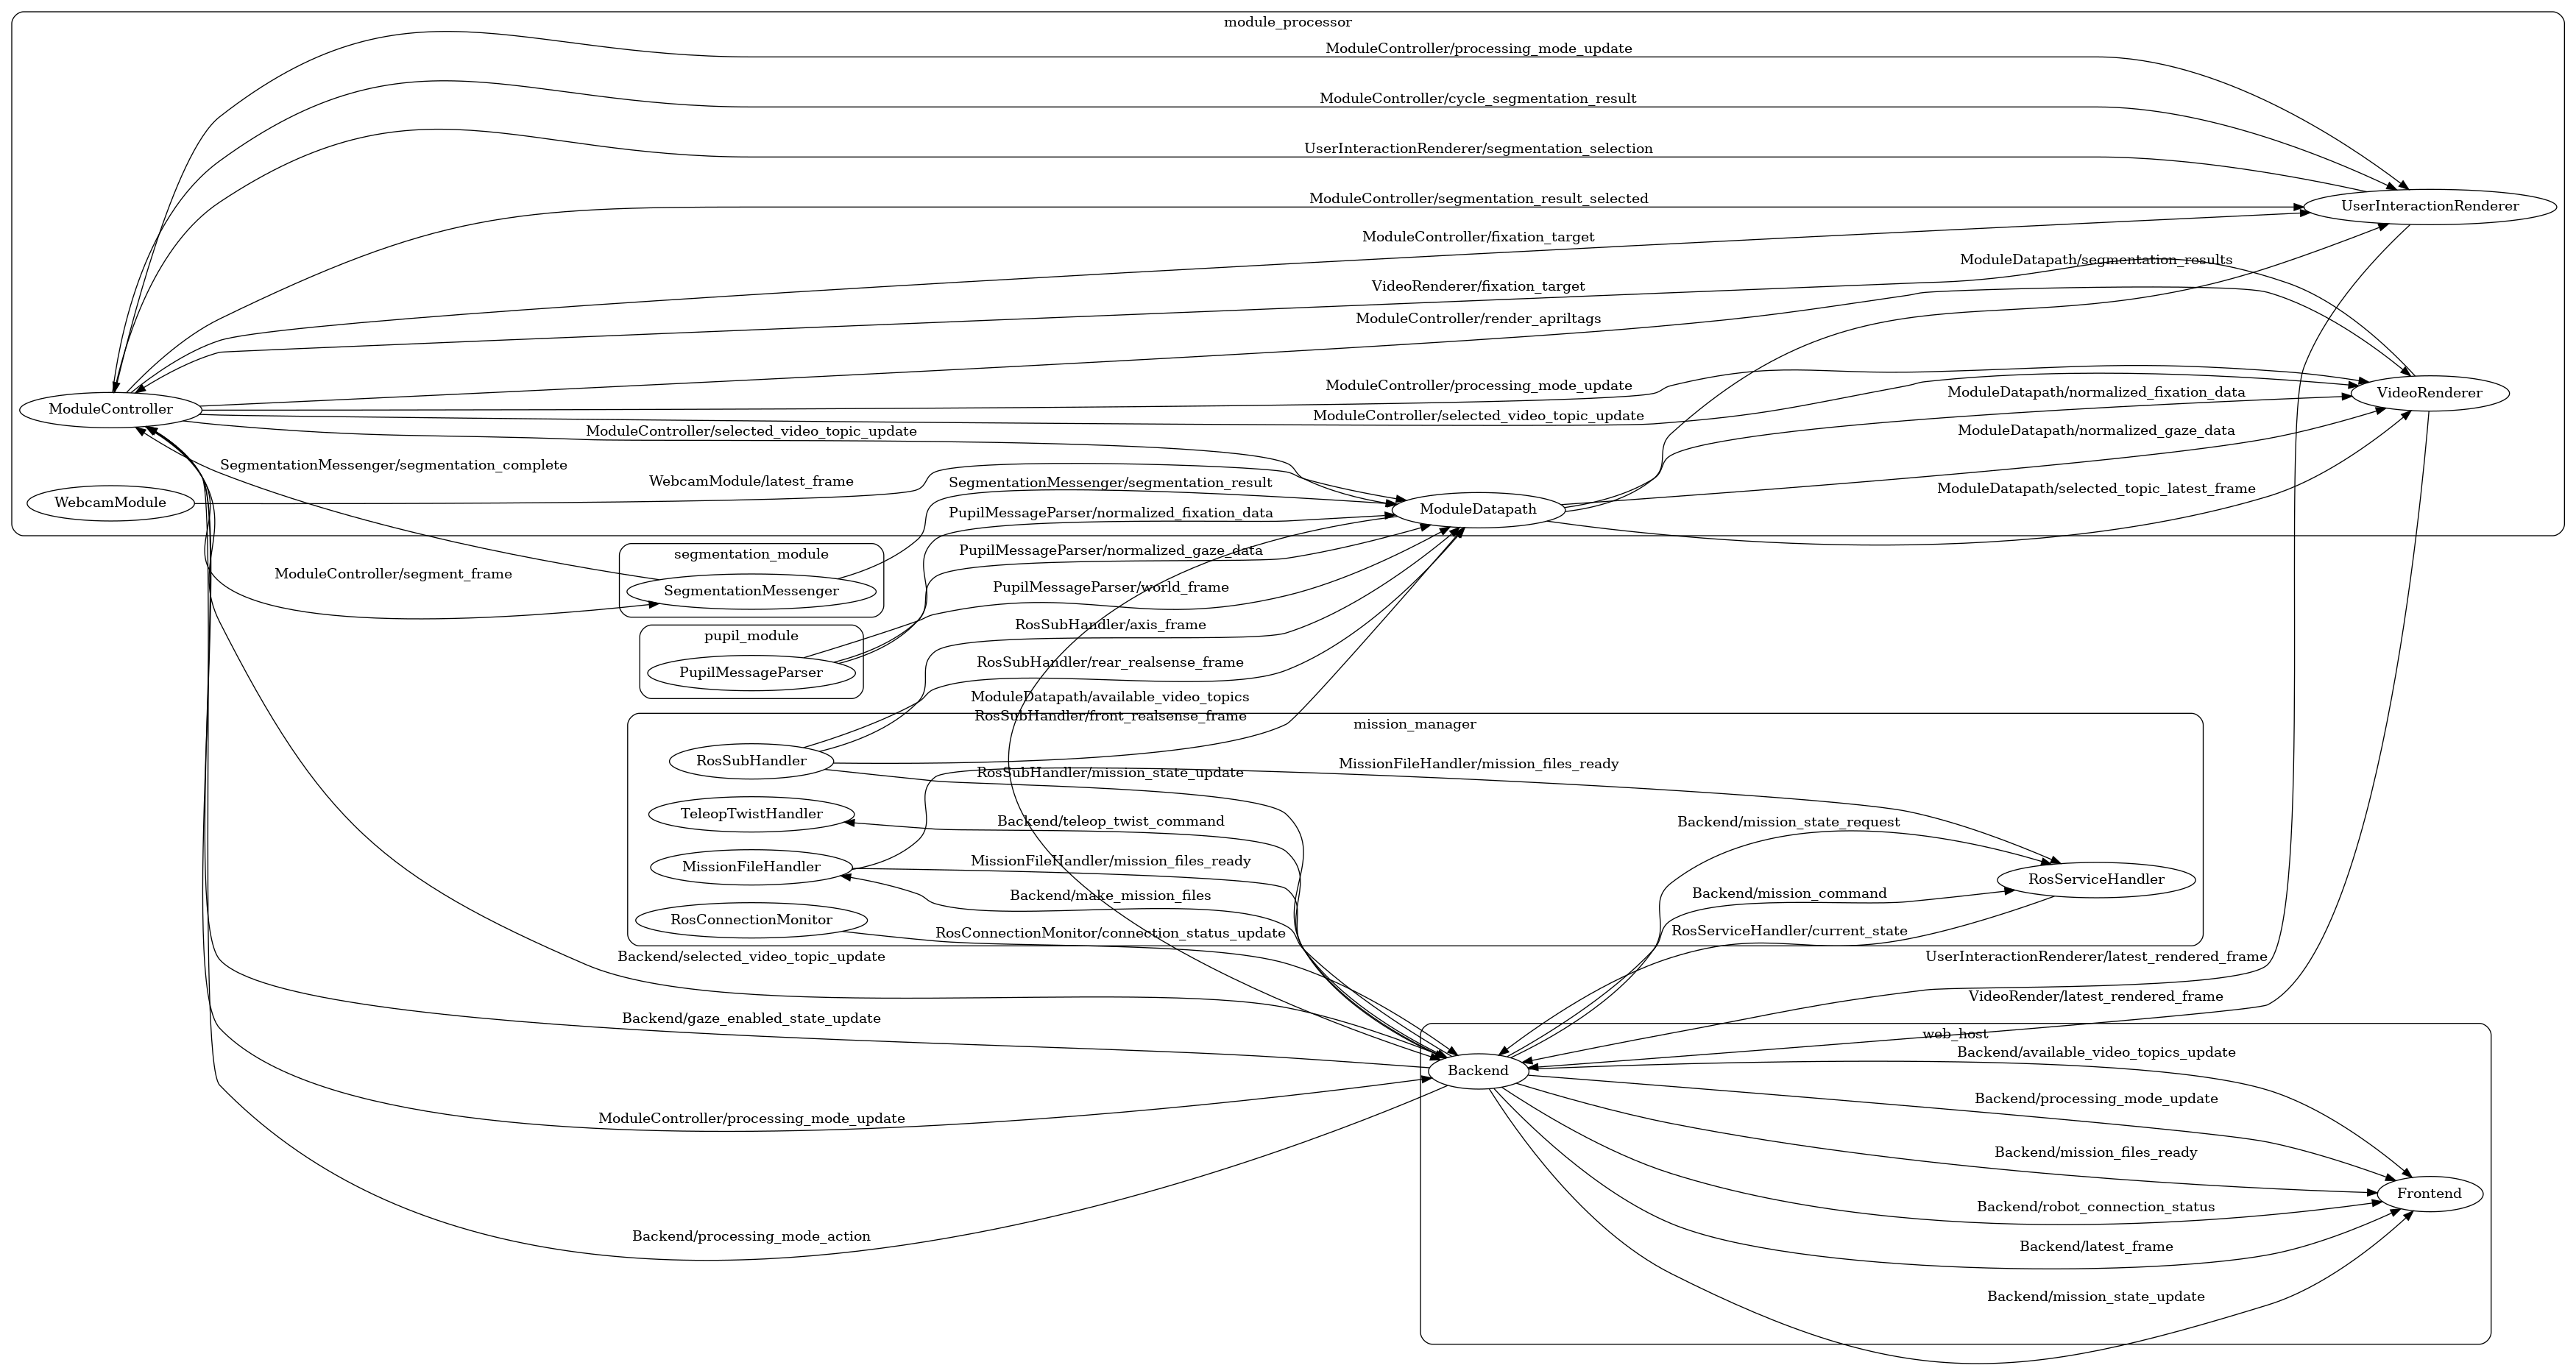 module_processor
ModuleController/processing_mode_update
ModuleController/cycle_segmentation_result
UserInteractionRenderer/segmentation_selection
ModuleController/segmentation_result_selected
UserInteractionRenderer
ModuleController/fixation_target
ModuleDatapath/segmentation_results
VideoRenderer/fixation_target
ModuleController/render_apriltags
ModuleController/processing_mode_update
ModuleDatapath/normalized_fixation_data
VideoRenderer
ModuleController
ModuleController/selected_video_topic_update
ModuleController/selected_video_topic_update
ModuleDatapath/normalized_gaze_data
SegmentationMessenger/segmentation_complete
WebcamModule/latest_frame
SegmentationMessenger/segmentation_result
ModuleDatapath/selected_topic_latest_frame
WebcamModule
ModuleDatapath
PupilMessageParser/normalized_fixation_data
segmentation_module
PupilMessageParser/normalized_gaze_data
ModuleController/segment_frame
SegmentationMessenger
PupilMessageParser/world_frame
RosSubHandler/axis_frame
pupil_module
PupilMessageParser
RosSubHandler/rear_realsense_frame
ModuleDatapath/available_video_topics
RosSubHandler/front_realsense_frame
mission_manager
RosSubHandler
MissionFileHandler/mission_files_ready
RosSubHandler/mission_state_update
TeleopTwistHandler
Backend/teleop_twist_command
Backend/mission_state_request
MissionFileHandler
MissionFileHandler/mission_files_ready
RosServiceHandler
Backend/make_mission_files
Backend/mission_command
RosConnectionMonitor
RosConnectionMonitor/connection_status_update
RosServiceHandler/current_state
Backend/selected_video_topic_update
UserInteractionRenderer/latest_rendered_frame
VideoRender/latest_rendered_frame
Backend/gaze_enabled_state_update
web_host
Backend/available_video_topics_update
Backend
Backend/processing_mode_update
ModuleController/processing_mode_update
Backend/mission_files_ready
Frontend
Backend/robot_connection_status
Backend/processing_mode_action
Backend/latest_frame
Backend/mission_state_update